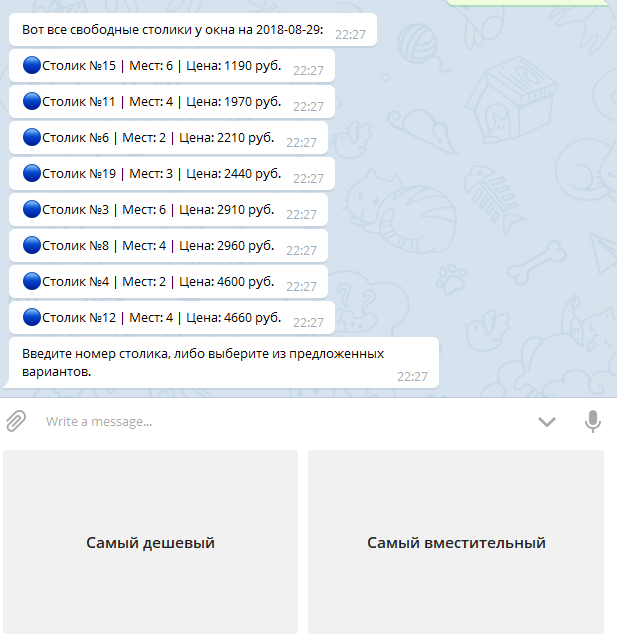 Вот все свободные столики у окна на 2018-08-29: 22:27
Столик №15 | Мест: 6 | Цена: 1190 руб. 22:27
Столик №11 | Мест: 4 | Цена: 1970 руб. 22:27
Столик №6 | Мест: 2 | Цена: 2210 руб. 22:27
Столик №19 | Мест: 3 | Цена: 2440 руб. 22:27
Столик №3 | Мест: 6 | Цена: 2910 руб. 22:27
Столик №8 | Мест: 4 | Цена: 2960 руб. 22:27
Столик №4 | Мест: 2 | Цена: 4600 руб. 22:27
Столик №12 | Мест: 4 | Цена: 4660 руб. 22:27
Введите номер столика, либо выберите из предложенных
вариантов. 22:27
Write a message...
Самый дешевый
Самый вместительный